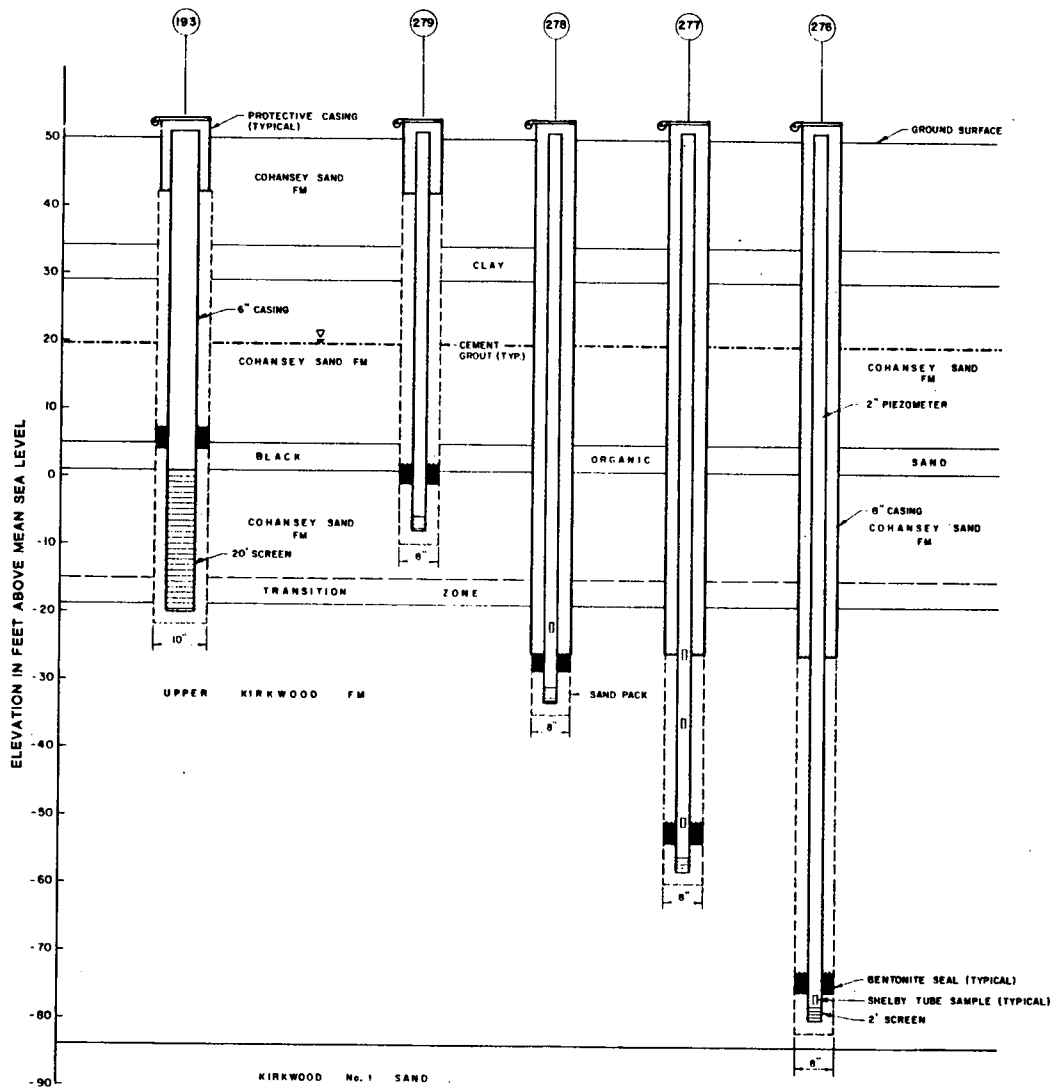 193 279 278 277 276
PROTECTIVE CASING
(TYPICAL)
GROUND SURFACE
50
COHANSEY SAND
FM
40
30
CLAY
6" CASING
20
CEMENT
GROUT (TYP.)
COHANSEY SAND FM
COHANSEY SAND
FM
2" PIEZOMETER
10
BLACK ORGANIC SAND
0
COHANSEY SAND
FM
20' SCREEN
8" CASING
COHANSEY SAND
FM
-10
8"
TRANSITION ZONE
-20
10"
-30
UPPER KIRKWOOD FM
SAND PACK
8"
-40
-50
-60
8"
-70
BENTONITE SEAL (TYPICAL)
SHELBY TUBE SAMPLE (TYPICAL)
2' SCREEN
-80
8"
KIRKWOOD No. 1 SAND
-90
ELEVATION IN FEET ABOVE MEAN SEA LEVEL